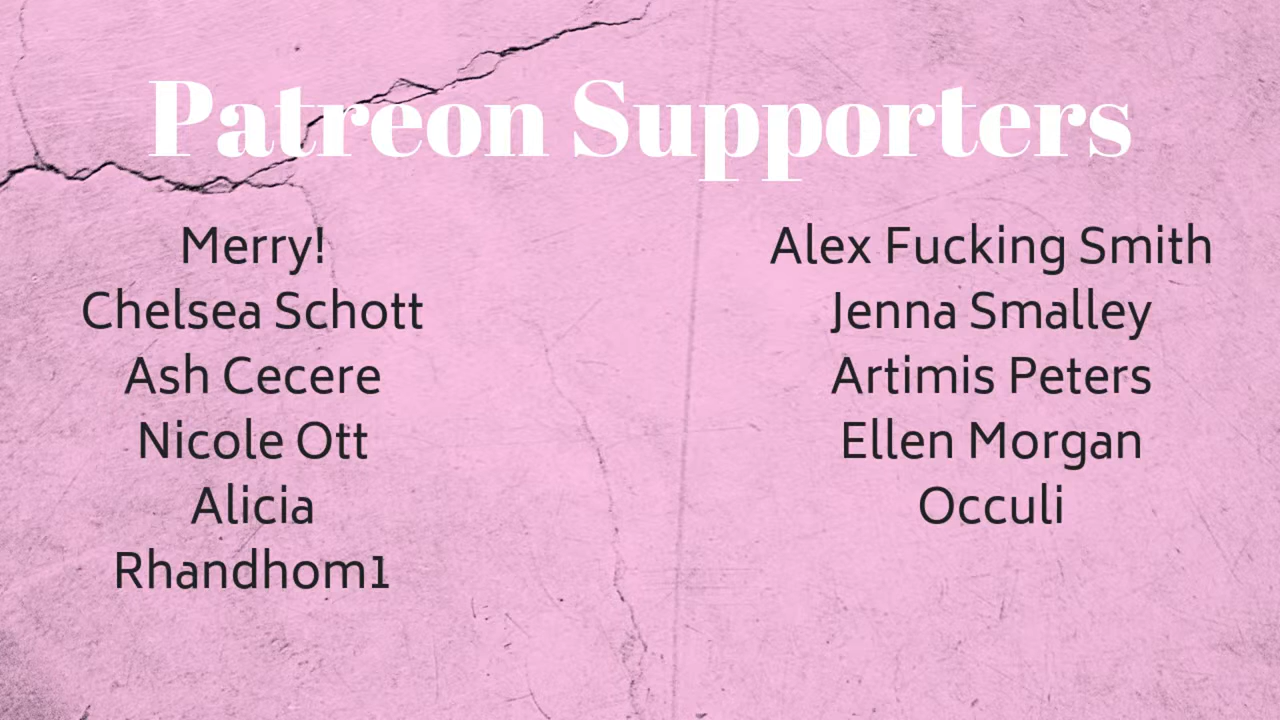 Patreon Supporters
Merry!
Chelsea Schott
Ash Cecere
Nicole Ott
Alicia
Rhandhom1
Alex Fucking Smith
Jenna Smalley
Artimis Peters
Ellen Morgan
Occuli